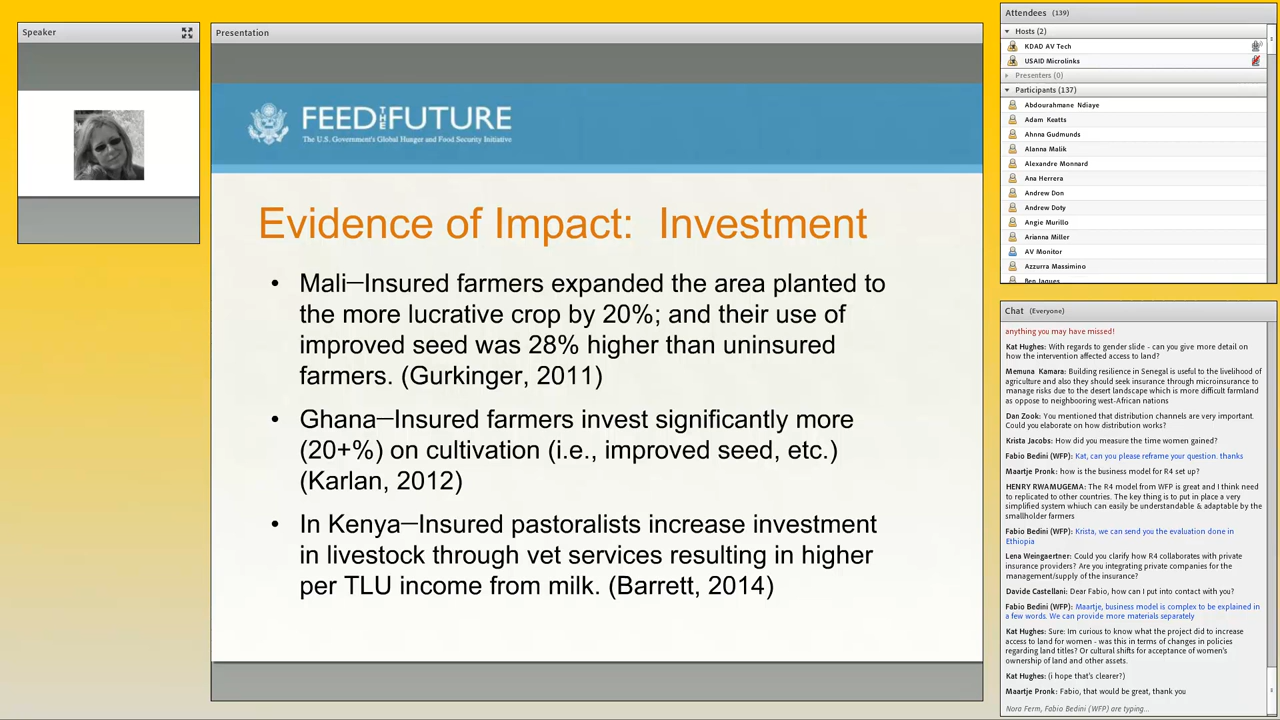 Speaker
Presentation
FEED THE FUTURE
The U.S. Government's Global Hunger and Food Security Initiative
Evidence of Impact:  Investment
• Mali—Insured farmers expanded the area planted to
the more lucrative crop by 20%; and their use of
improved seed was 28% higher than uninsured
farmers. (Gurkinger, 2011)
• Ghana—Insured farmers invest significantly more
(20+%) on cultivation (i.e., improved seed, etc.)
(Karlan, 2012)
• In Kenya—Insured pastoralists increase investment
in livestock through vet services resulting in higher
per TLU income from milk. (Barrett, 2014)
Attendees (139)
Hosts (2)
KDAD AV Tech
USAID Microlinks
Presenters (0)
Participants (137)
Abdourahmane Ndiaye
Adam Keatts
Ahnna Gudmunds
Alanna Malik
Alexandre Monnard
Ana Herrera
Andrew Don
Andrew Doty
Angie Murillo
Arianna Miller
AV Monitor
Azzurra Massimino
Ben Jaques
Chat (Everyone)
anything you may have missed!
Kat Hughes: With regards to gender slide - can you give more detail on
how the intervention affected access to land?
Memuna Kamara: Building resilience in Senegal is useful to the livelihood of
agriculture and also they should seek insurance through microinsurance to
manage risks due to the desert landscape which is more difficult farmland
as oppose to neighbouring west-African nations
Dan Zook: You mentioned that distribution channels are very important.
Could you elaborate on how distribution works?
Krista Jacobs: How did you measure the time women gained?
Fabio Bedini (WFP): Kat, can you please reframe your question. thanks
Maartje Pronk: how is the business model for R4 set up?
HENRY RWAMUGEMA: The R4 model from WFP is great and I think need
to replicated to other countries. The key thing is to put in place a very
simplified system whicvh can easily be understandable & adaptable by the
smallholder farmers
Fabio Bedini (WFP): Krista, we can send you the evaluation done in
Ethiopia
Lena Weingaertner: Could you clarify how R4 collaborates with private
insurance providers? Are you integrating private companies for the
management/supply of the insurance?
Davide Castellani: Dear Fabio, how can I put into contact with you?
Fabio Bedini (WFP): Maartje, business model is complex to be explained in
a few words. We can provide more materials separately
Kat Hughes: Sure: Im curious to know what the project did to increase
access to land for women - was this in terms of changes in policies
regarding land titles? Or cultural shifts for acceptance of women's
ownership of land and other assets.
Kat Hughes: (i hope that's clearer?)
Maartje Pronk: Fabio, that would be great, thank you
Nora Ferm, Fabio Bedini (WFP) are typing...